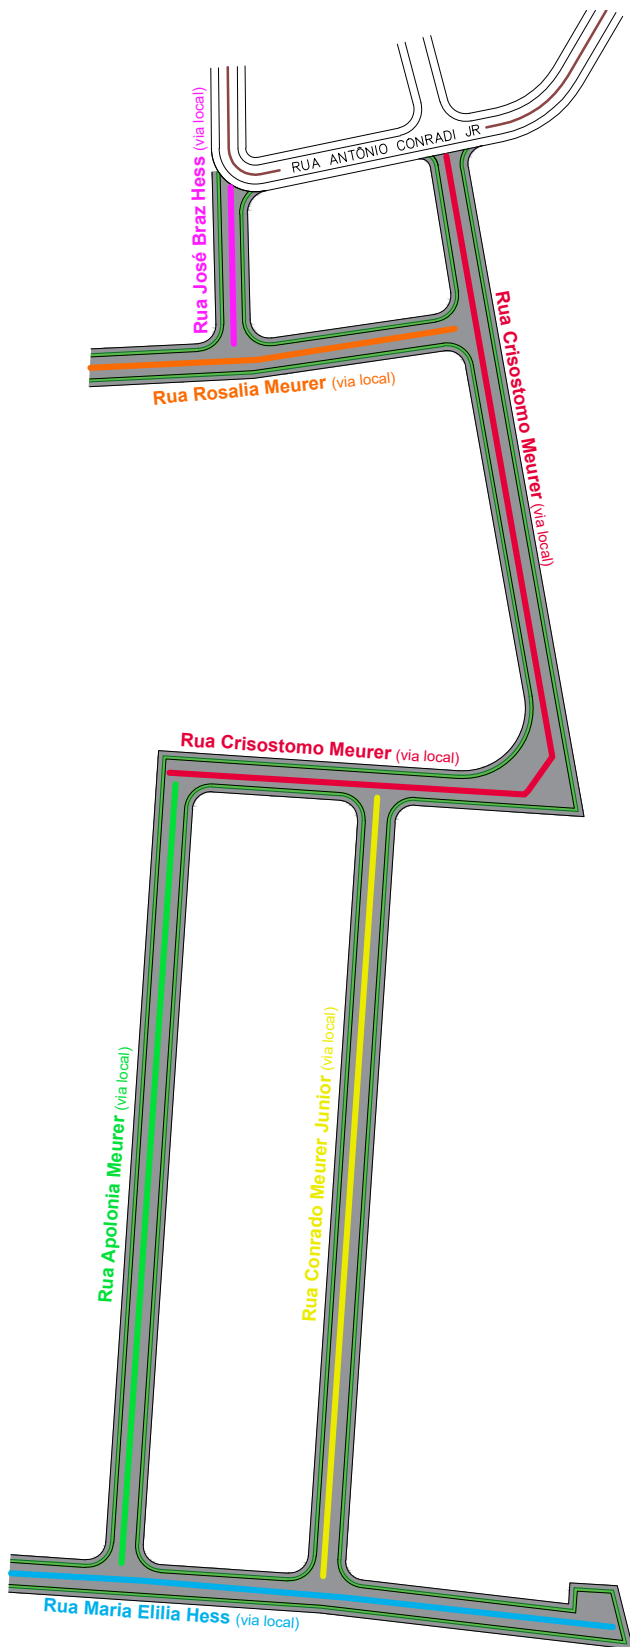 RUA ANTÔNIO CONRADI JR
Rua José Braz Hess (via local)
Rua Rosalia Meurer (via local)
Rua Crisostomo Meurer (via local)
Rua Crisostomo Meurer (via local)
Rua Apolonia Meurer (via local)
Rua Conrado Meurer Junior (via local)
Rua Maria Elilia Hess (via local)